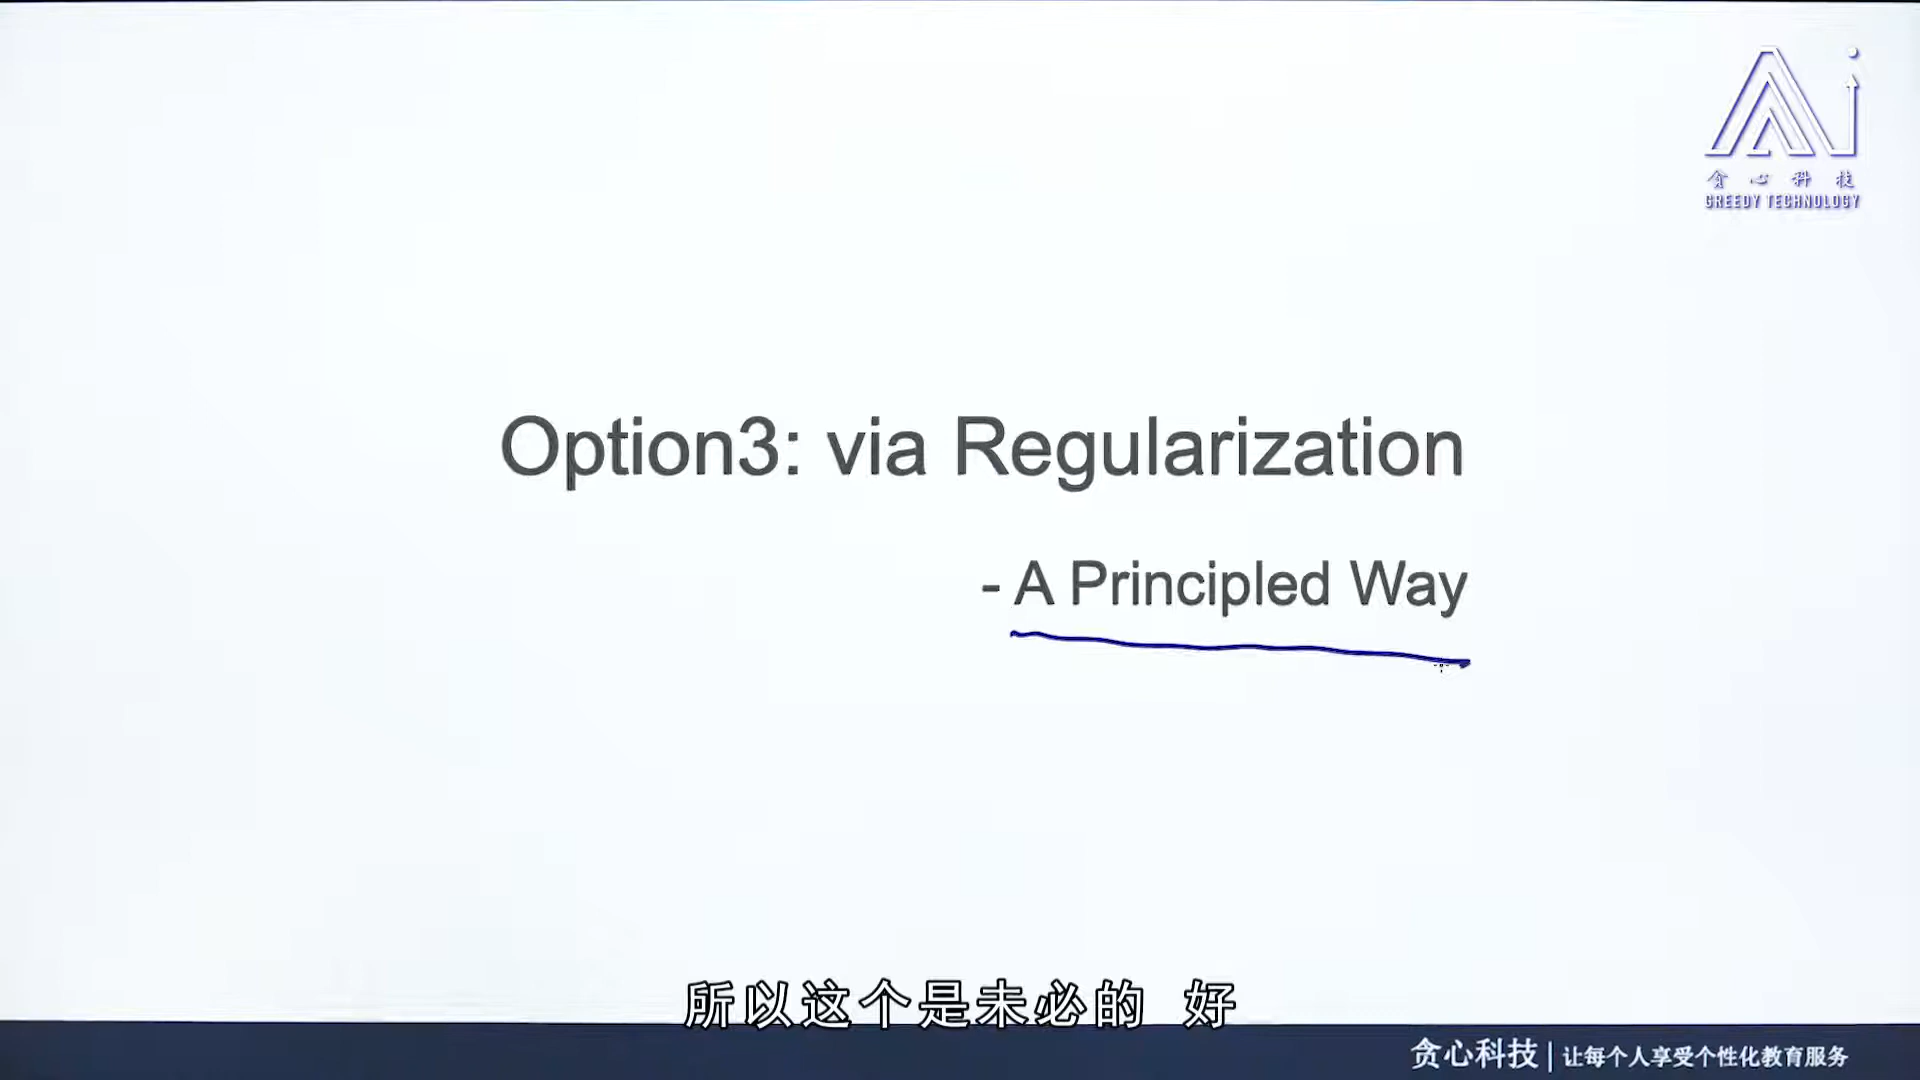 贪心科技
GREEDY TECHNOLOGY
Option3: via Regularization
- A Principled Way
所以这个是未必的 好
贪心科技 | 让每个人享受个性化教育服务